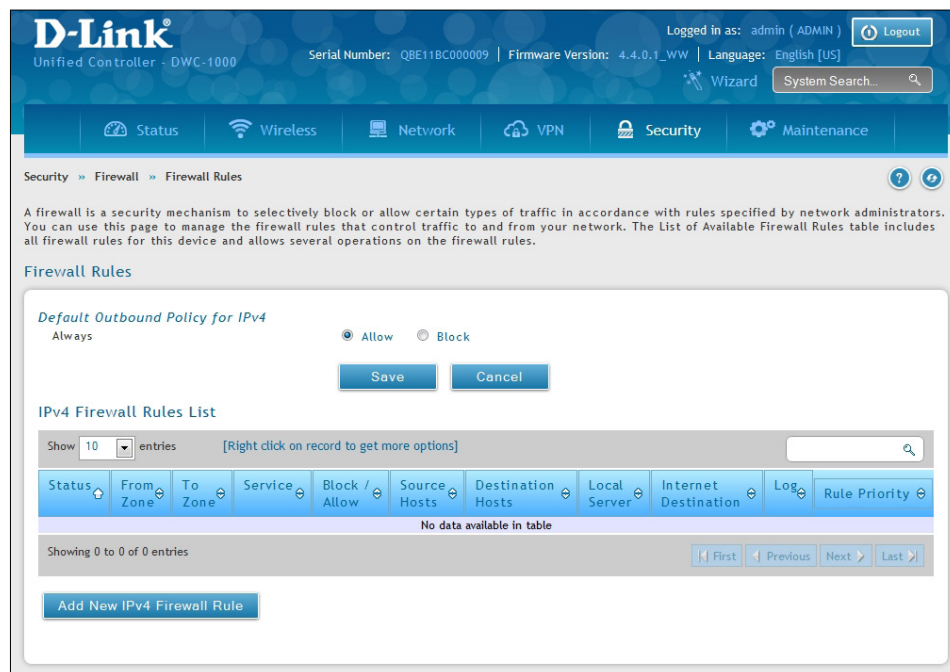 D-Link®
Unified Controller - DWC-1000
Logged in as: admin ( ADMIN ) Logout
Serial Number: QBE11BC000009 | Firmware Version: 4.4.0.1_WW | Language: English [US]
Wizard System Search...
Status Wireless Network VPN Security Maintenance
Security » Firewall » Firewall Rules ?
A firewall is a security mechanism to selectively block or allow certain types of traffic in accordance with rules specified by network administrators.
You can use this page to manage the firewall rules that control traffic to and from your network. The List of Available Firewall Rules table includes
all firewall rules for this device and allows several operations on the firewall rules.
Firewall Rules
Default Outbound Policy for IPv4
Always Allow Block
Save Cancel
IPv4 Firewall Rules List
Show 10 entries [Right click on record to get more options]
Status From Zone To Zone Service Block / Allow Source Hosts Destination Hosts Local Server Internet Destination Log Rule Priority
No data available in table
Showing 0 to 0 of 0 entries First Previous Next Last
Add New IPv4 Firewall Rule